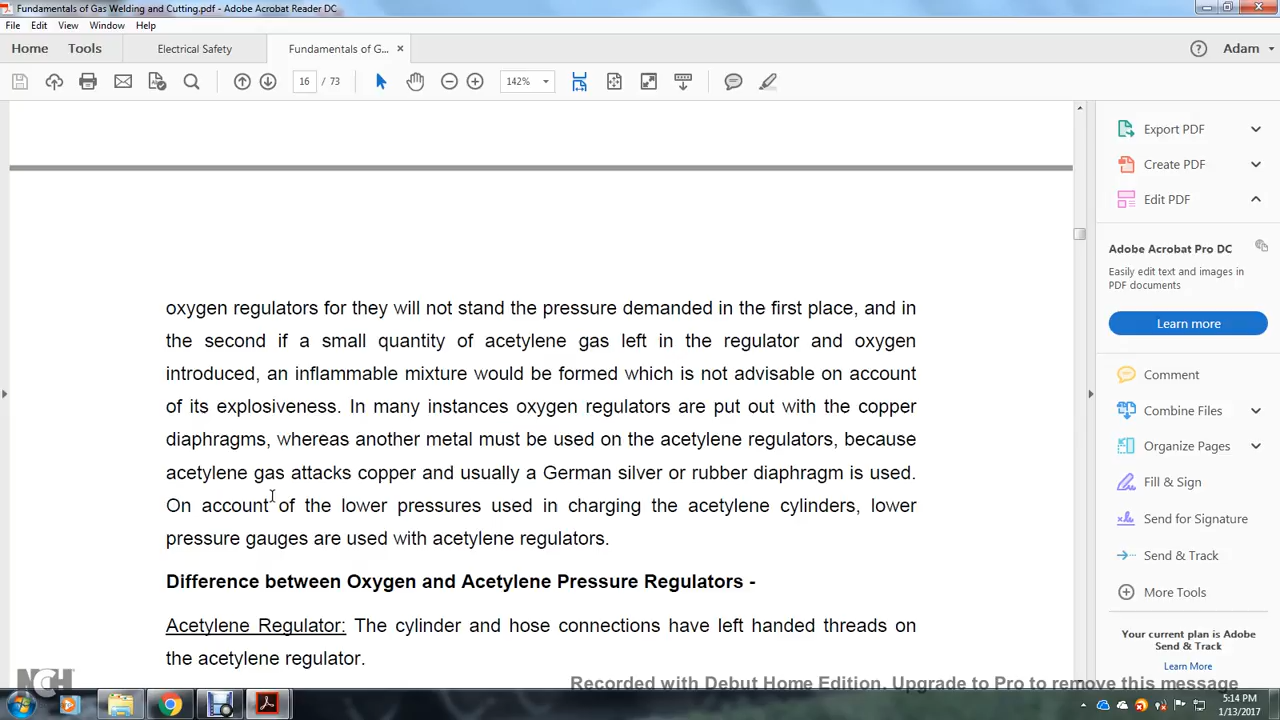 Fundamentals of Gas Welding and Cutting.pdf - Adobe Acrobat Reader DC
File Edit View Window Help
Home Tools Electrical Safety Fundamentals of G... × Adam
16 / 73 142%
Export PDF
Create PDF
Edit PDF
Adobe Acrobat Pro DC
Easily edit text and images in
PDF documents
Learn more
Comment
Combine Files
Organize Pages
Fill & Sign
Send for Signature
Send & Track
More Tools
Your current plan is Adobe
Send & Track
Learn More
oxygen regulators for they will not stand the pressure demanded in the first place, and in
the second if a small quantity of acetylene gas left in the regulator and oxygen
introduced, an inflammable mixture would be formed which is not advisable on account
of its explosiveness. In many instances oxygen regulators are put out with the copper
diaphragms, whereas another metal must be used on the acetylene regulators, because
acetylene gas attacks copper and usually a German silver or rubber diaphragm is used.
On account of the lower pressures used in charging the acetylene cylinders, lower
pressure gauges are used with acetylene regulators.
Difference between Oxygen and Acetylene Pressure Regulators -
Acetylene Regulator: The cylinder and hose connections have left handed threads on
the acetylene regulator.
NCH
Recorded with Debut Home Edition. Upgrade to Pro to remove this message
5:14 PM
1/13/2017